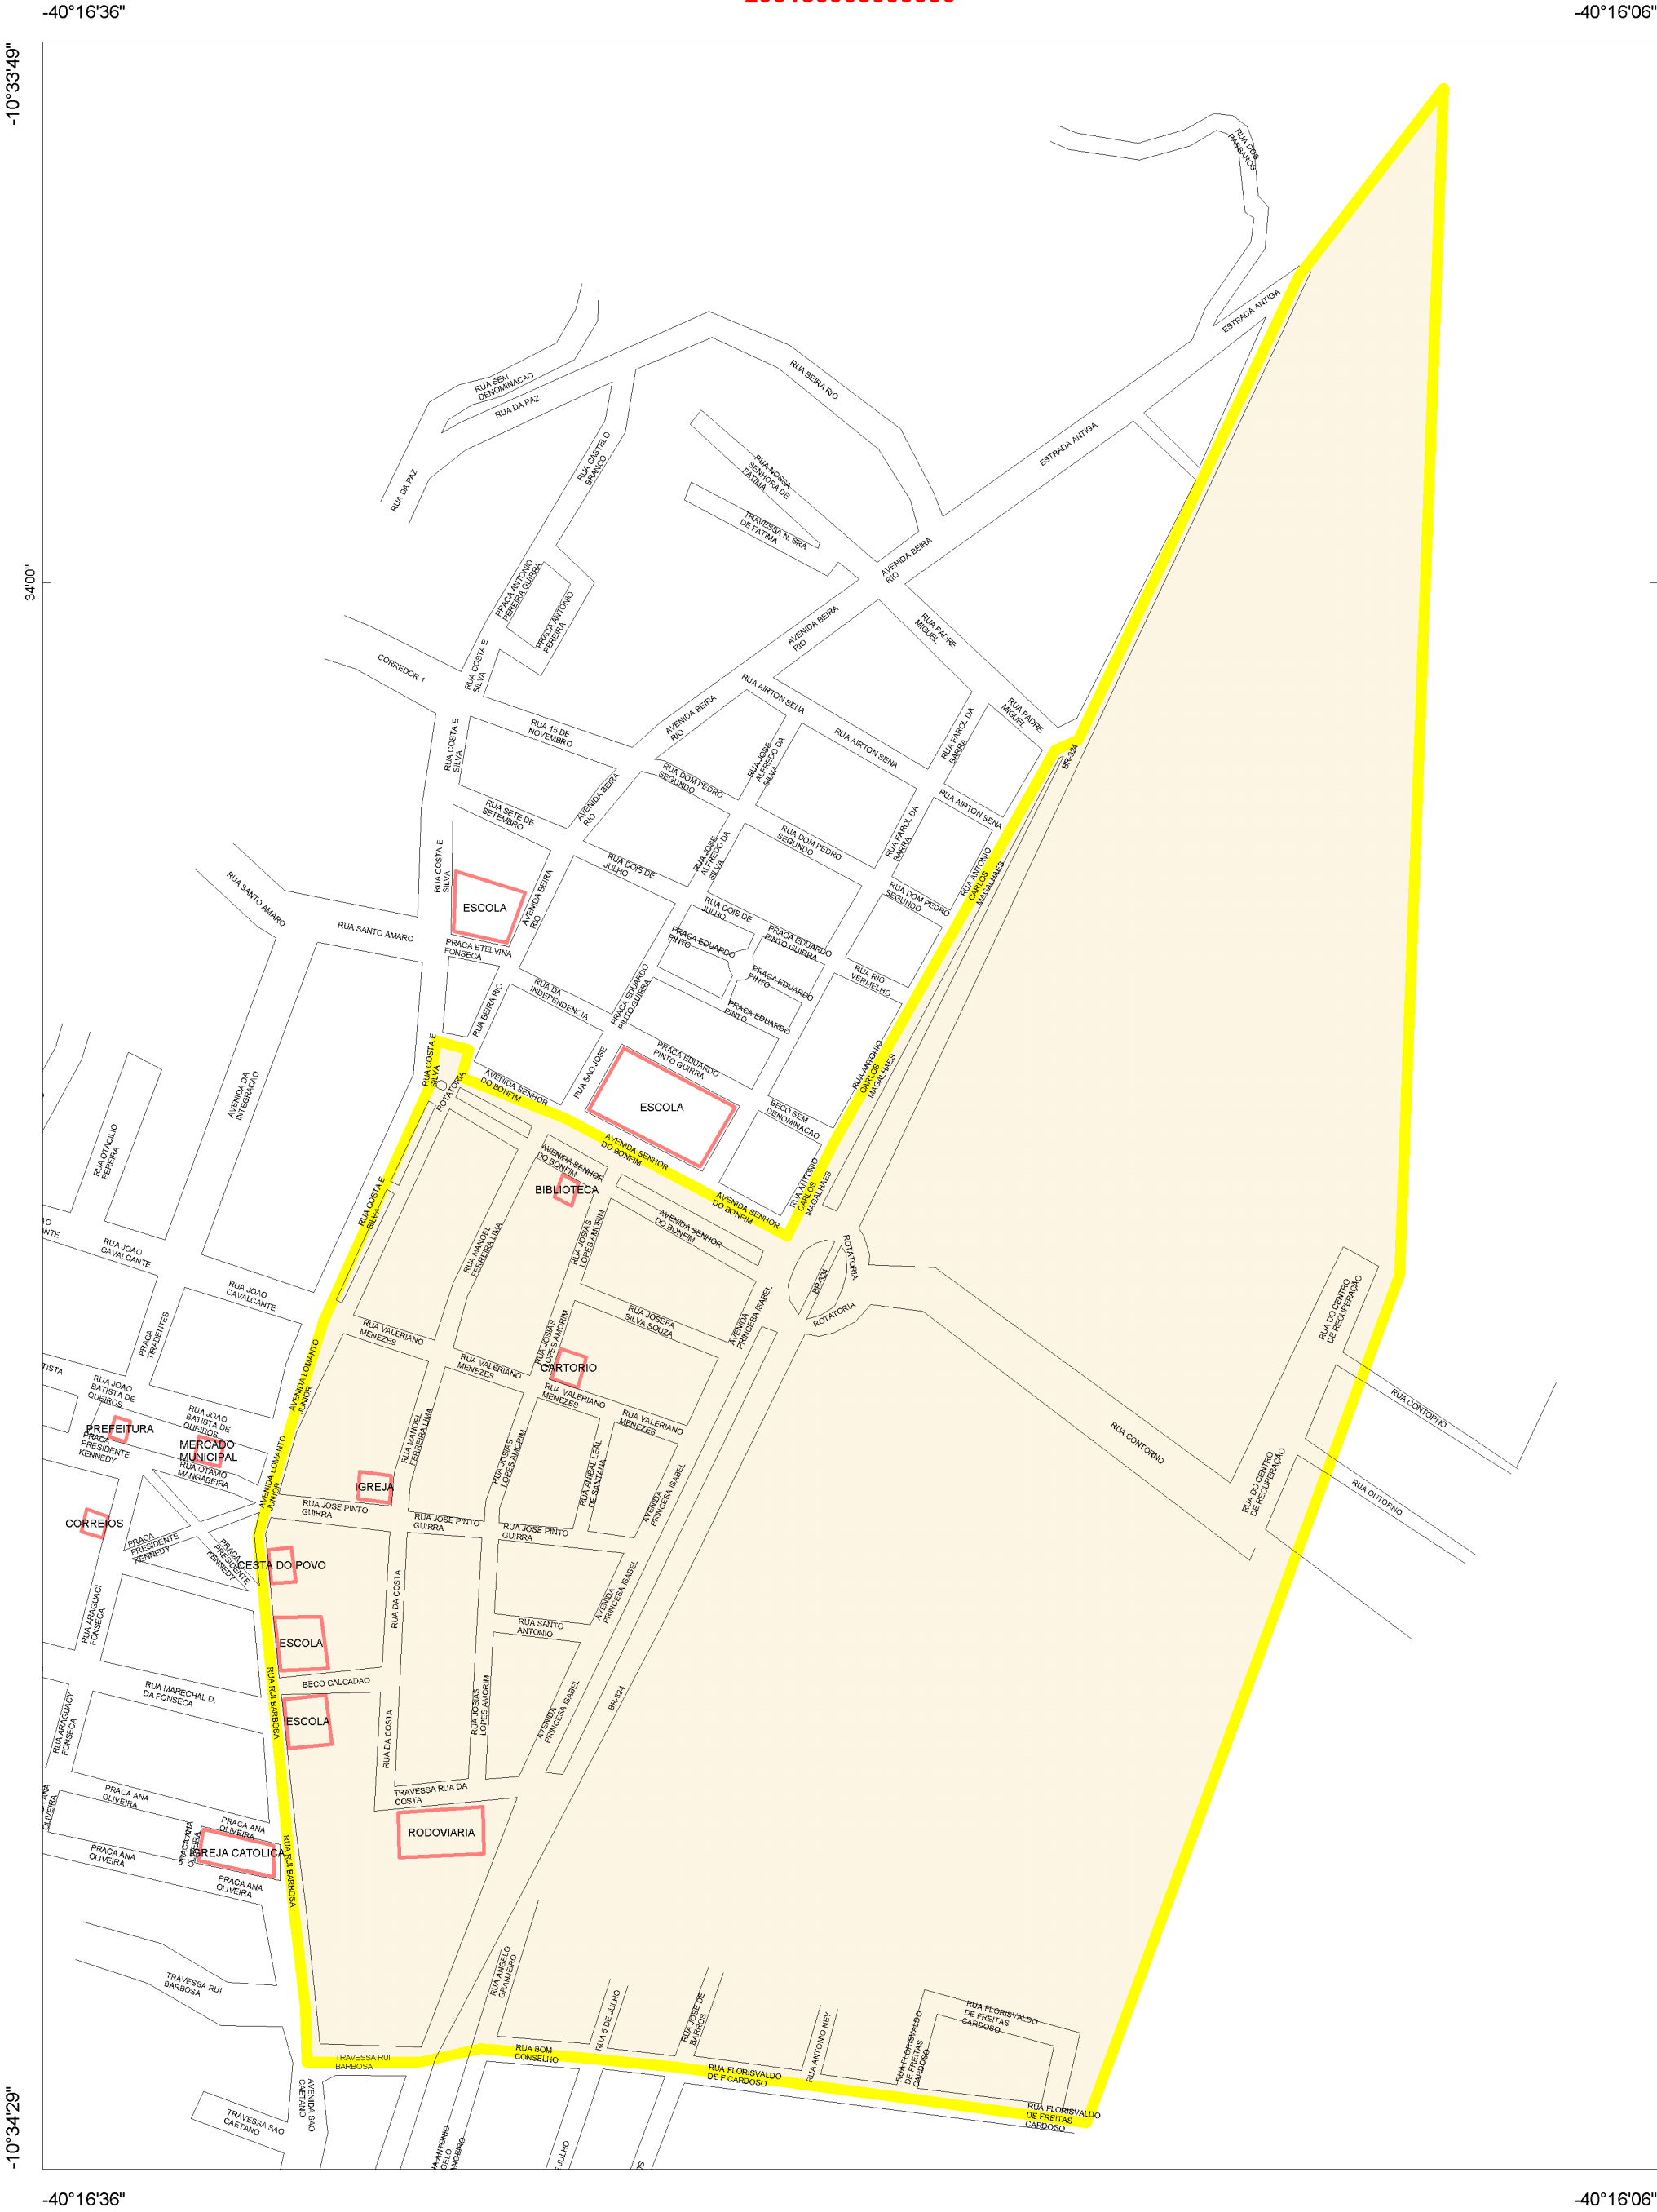 -40°16'36"
-40°16'06"
-10°33'49"
34'00"
-10°34'29"
-40°16'36"
-40°16'06"
RUA DOS
PASSAROS
ESTRADA ANTIGA
RUA SEM
DENOMINACAO
RUA DA PAZ
RUA BEIRA RIO
RUA DA PAZ
RUA CASTELO
BRANCO
ESTRADA ANTIGA
RUA NOSSA
SENHORA DE
FATIMA
TRAVESSA N. SRA
DE FATIMA
AVENIDA BEIRA
RIO
PRACA ANTONIO
PEREIRA GUIRRA
PRACA ANTONIO
PEREIRA
AVENIDA BEIRA
RIO
RUA PADRE
MIGUEL
CORREDOR 1
RUA COSTA E
SILVA
RUA AIRTON SENA
RUA PADRE
MIGUEL
AVENIDA BEIRA
RIO
RUA 15 DE
NOVEMBRO
RUA COSTA E
SILVA
RUA AIRTON SENA
RUA FAROL DA
BARRA
BR-324
RUA JOSE
ALFREDO DA
SILVA
RUA DOM PEDRO
SEGUNDO
AVENIDA BEIRA
RIO
RUA AIRTON SENA
RUA SETE DE
SETEMBRO
RUA DOM PEDRO
SEGUNDO
RUA FAROL DA
BARRA
RUA JOSE
ALFREDO DA
SILVA
RUA COSTA E
SILVA
RUA DOIS DE
JULHO
RUA ANTONIO
CARLOS
MAGALHAES
RUA DOM PEDRO
SEGUNDO
RUA SANTO AMARO
ESCOLA
AVENIDA BEIRA
RIO
RUA DOIS DE
JULHO
RUA SANTO AMARO
PRACA ETELVINA
FONSECA
PRACA EDUARDO
PINTO
PRACA EDUARDO
PINTO GUIRRA
PRACA EDUARDO
PINTO
RUA RIO
VERMELHO
RUA DA
INDEPENDENCIA
PRACA EDUARDO
PINTO GUIRRA
PRACA EDUARDO
PINTO
RUA BEIRA RIO
RUA COSTA E
SILVA
PRACA EDUARDO
PINTO GUIRRA
RUA SAO JOSE
RUA ANTONIO
CARLOS
MAGALHAES
ROTATORIA
AVENIDA SENHOR
DO BONFIM
AVENIDA DA
INTEGRACAO
ESCOLA
BECO SEM
DENOMINACAO
RUA OTACILIO
PEREIRA
AVENIDA SENHOR
DO BONFIM
AVENIDA SENHOR
DO BONFIM
BIBLIOTECA
RUA ANTONIO
CARLOS
MAGALHAES
RUA COSTA E
SILVA
AVENIDA SENHOR
DO BONFIM
AVENIDA SENHOR
DO BONFIM
RUA JOAO
CAVALCANTE
RUA MANOEL
FERREIRA LIMA
RUA JOSIAS
LOPES AMORIM
ROTATORIA
BR-324
ROTATORIA
RUA JOAO
CAVALCANTE
RUA VALERIANO
MENEZES
RUA JOSEFA
SILVA SOUZA
AVENIDA
PRINCESA ISABEL
RUA DO CENTRO
DE RECUPERAÇÃO
PRACA
TIRADENTES
RUA JOSIAS
LOPES AMORIM
CARTORIO
RUA VALERIANO
MENEZES
TISTA
RUA JOAO
BATISTA DE
QUEIROS
AVENIDA LOMANTO
JUNIOR
RUA VALERIANO
MENEZES
RUA VALERIANO
MENEZES
RUA CONTORNO
RUA JOAO
BATISTA DE
QUEIROS
PREFEITURA
PRACA
PRESIDENTE
KENNEDY
MERCADO
MUNICIPAL
RUA OTAVIO
MANGABEIRA
RUA MANOEL
FERREIRA LIMA
RUA JOSIAS
LOPES AMORIM
RUA ANIBAL LEAL
DE SANTANA
RUA CONTORNO
AVENIDA LOMANTO
JUNIOR
IGREJA
AVENIDA
PRINCESA ISABEL
RUA DO CENTRO
DE RECUPERAÇÃO
RUA ONTORNO
CORREIOS
RUA JOSE PINTO
GUIRRA
RUA JOSE PINTO
GUIRRA
RUA JOSE PINTO
GUIRRA
PRACA
PRESIDENTE
KENNEDY
PRACA
PRESIDENTE
KENNEDY
CESTA DO POVO
RUA DA COSTA
AVENIDA
PRINCESA ISABEL
RUA ARAGUACI
FONSECA
ESCOLA
RUA SANTO
ANTONIO
BECO CALCADAO
RUA MARECHAL D.
DA FONSECA
RUA RUI BARBOSA
RUA ARAGUACY
FONSECA
ESCOLA
RUA DA COSTA
RUA JOSIAS
LOPES AMORIM
AVENIDA
PRINCESA ISABEL
BR-324
PRACA ANA
OLIVEIRA
TRAVESSA RUA DA
COSTA
RODOVIARIA
PRACA ANA
OLIVEIRA
PRACA ANA
OLIVEIRA
IGREJA CATOLICA
PRACA ANA
OLIVEIRA
PRACA ANA
OLIVEIRA
RUA RUI BARBOSA
TRAVESSA RUI
BARBOSA
RUA ANGELO
GRANJEIRO
RUA 5 DE JULHO
RUA JOSE DE
BARROS
RUA ANTONIO NEY
RUA FLORISVALDO
DE FREITAS
CARDOSO
RUA FLORISVALDO
DE FREITAS
CARDOSO
TRAVESSA RUI
BARBOSA
RUA BOM
CONSELHO
RUA FLORISVALDO
DE F CARDOSO
RUA FLORISVALDO
DE FREITAS
CARDOSO
AVENIDA SAO
CAETANO
TRAVESSA SAO
CAETANO